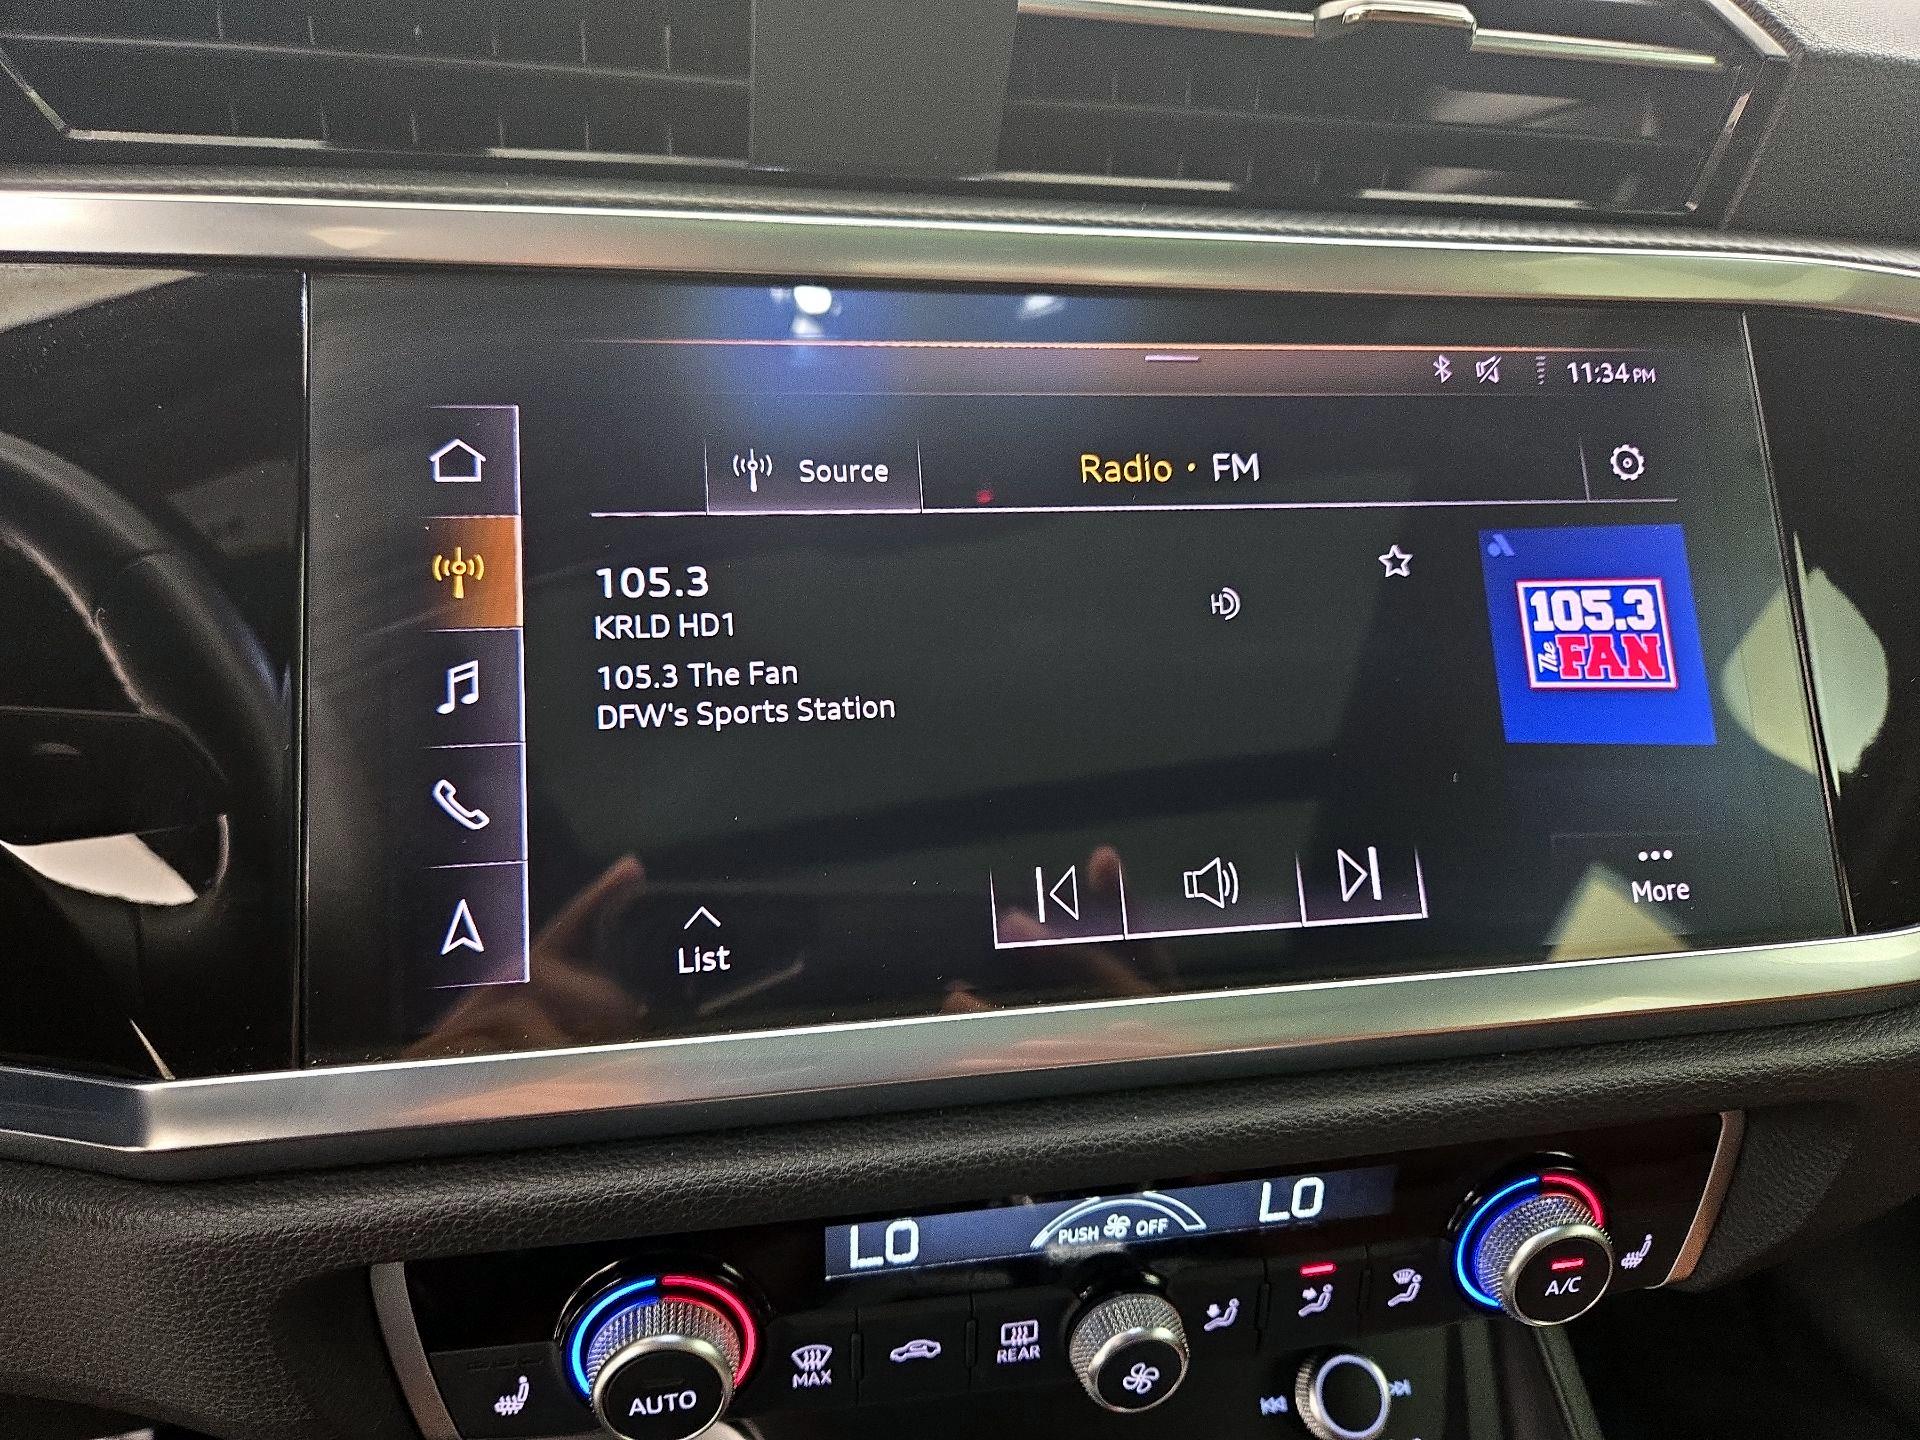 11:34 PM
Source
Radio • FM
105.3
KRLD HD1
105.3 The Fan
DFW's Sports Station
HD
105.3
The FAN
List
More
LO
PUSH OFF
LO
AUTO
MAX
REAR
A/C